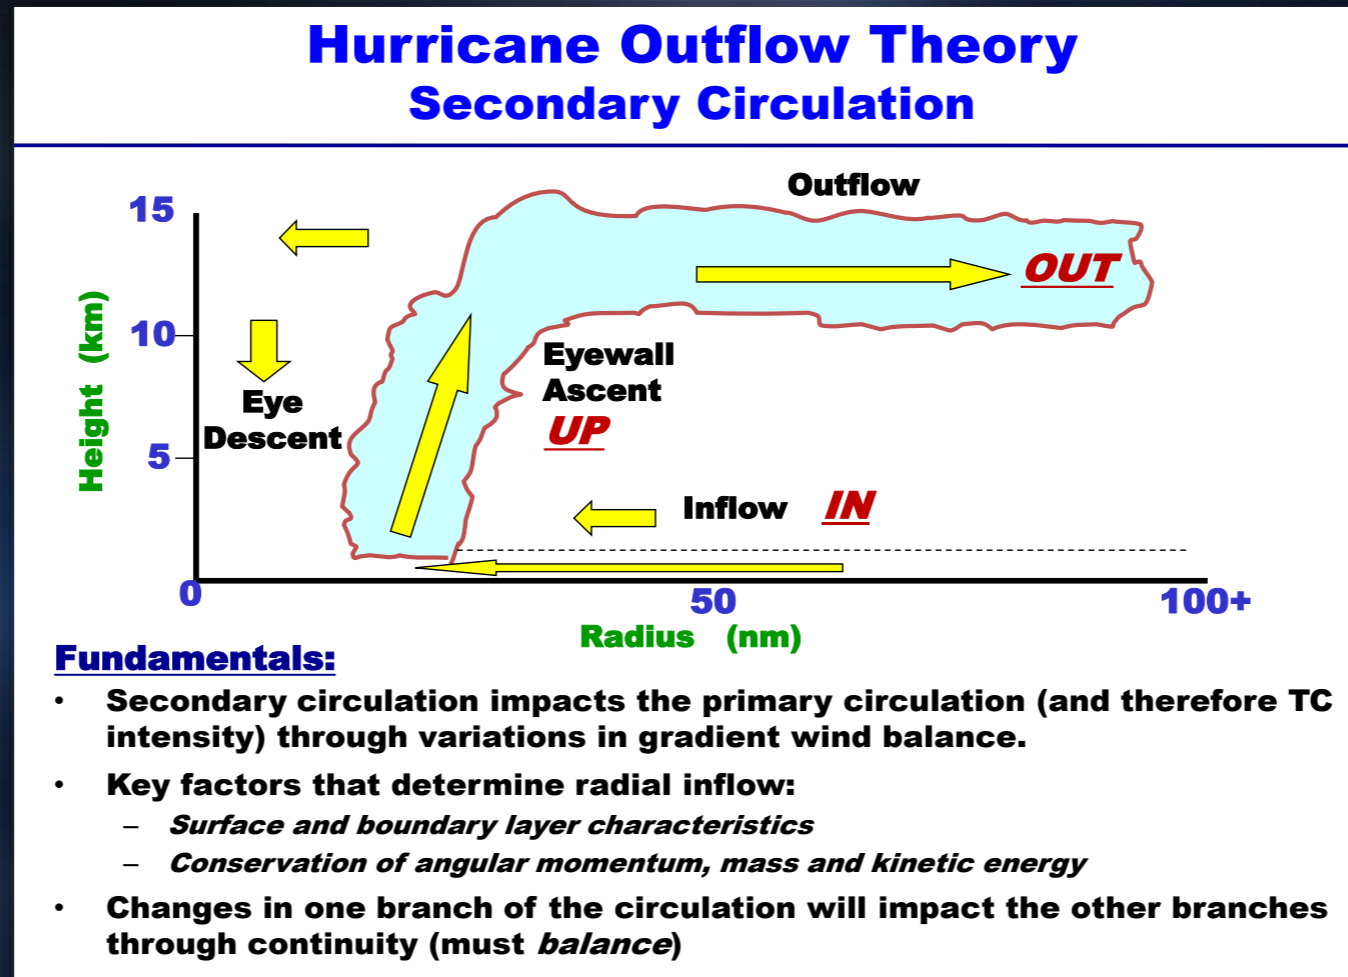 Hurricane Outflow Theory
Secondary Circulation
Outflow
15
OUT
Height (km)
10
Eyewall
Ascent
UP
Eye
Descent
5
Inflow IN
0
50
100+
Radius (nm)
Fundamentals:
• Secondary circulation impacts the primary circulation (and therefore TC
intensity) through variations in gradient wind balance.
• Key factors that determine radial inflow:
– Surface and boundary layer characteristics
– Conservation of angular momentum, mass and kinetic energy
• Changes in one branch of the circulation will impact the other branches
through continuity (must balance)